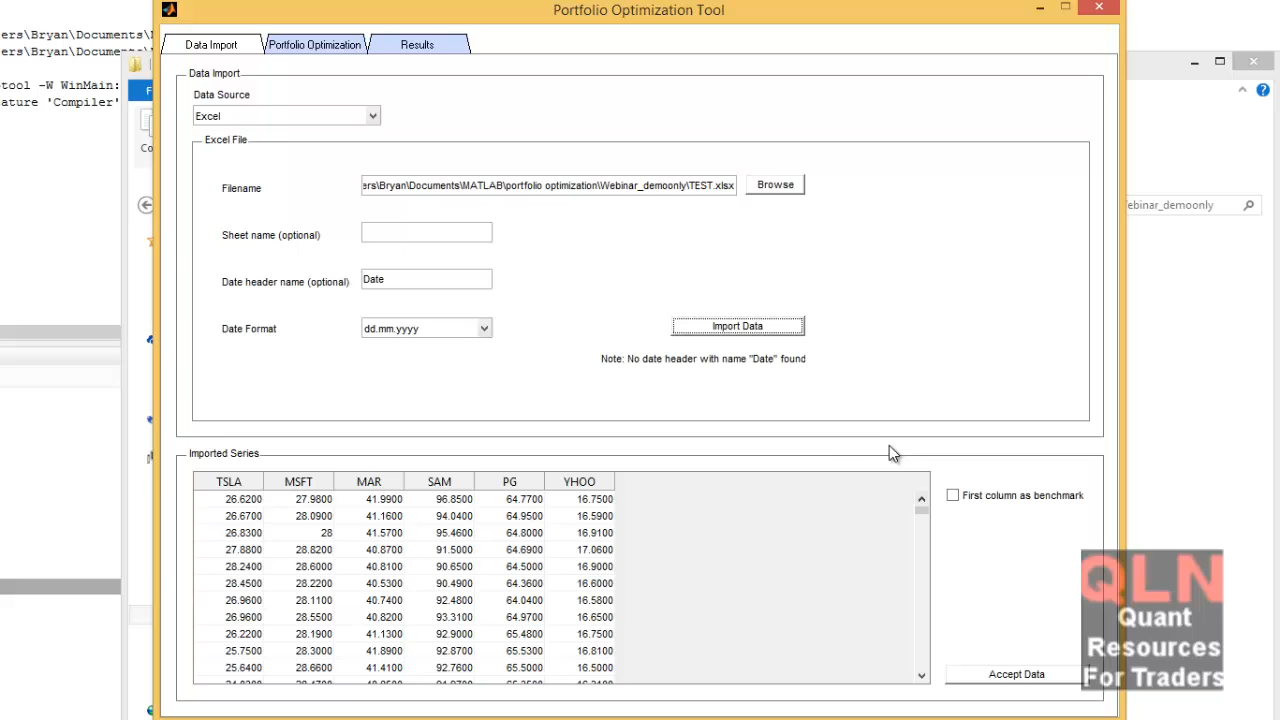 Portfolio Optimization Tool
ers\Bryan\Documents\
ers\Bryan\Docume
tool -W WinMain:
ature 'Compiler'
F
Co
ebinar_demoonly
Data Import
Portfolio Optimization
Results
Data Import
Data Source
Excel
Excel File
Filename
ers\Bryan\Documents\MATLAB\portfolio optimization\Webinar_demoonly\TEST.xlsx
Browse
Sheet name (optional)
Date header name (optional)
Date
Date Format
dd.mm.yyyy
Import Data
Note: No date header with name "Date" found
Imported Series
TSLA MSFT MAR SAM PG YHOO
26.6200 27.9800 41.9900 96.8500 64.7700 16.7500
26.6700 28.0900 41.1600 94.0400 64.9500 16.5900
26.8300 28 41.5700 95.4600 64.8000 16.9100
27.8800 28.8200 40.8700 91.5000 64.6900 17.0600
28.2400 28.6000 40.8100 90.6500 64.5000 16.9000
28.4500 28.2200 40.5300 90.4900 64.3600 16.6000
26.9600 28.1100 40.7400 92.4800 64.0400 16.5800
26.9600 28.5500 40.8200 93.3100 64.9700 16.6500
26.2200 28.1900 41.1300 92.9000 65.4800 16.7500
25.7500 28.3000 41.8900 92.8700 65.5300 16.8100
25.6400 28.6600 41.4100 92.7600 65.5000 16.5000
First column as benchmark
Accept Data
QLN
Quant
Resources
For Traders